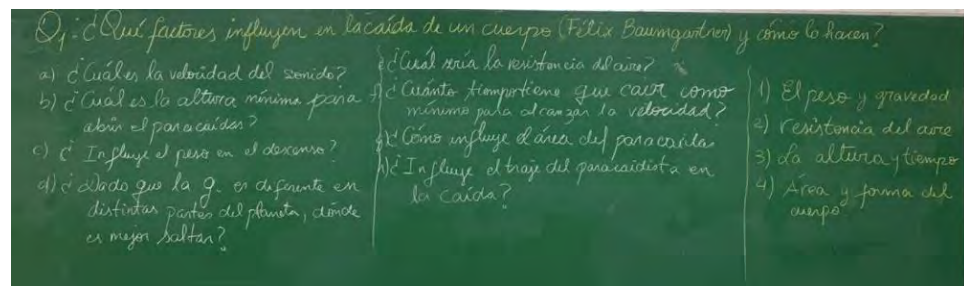 Q1 - ¿Qué factores influyen en la caída de un cuerpo (Félix Baumgartner) y cómo lo hacen?
a) ¿Cuál es la velocidad del sonido?
b) ¿Cuál es la altura mínima para
abrir el paracaídas?
c) ¿Influye el peso en el descenso?
d) ¿Dado que la g. es diferente en
distintas partes del planeta, dónde
es mejor saltar?
e) ¿Cuál sería la resistencia del aire?
f) ¿Cuánto tiempo tiene que caer como
mínimo para alcanzar la velocidad?
g) ¿Cómo influye el área del paracaídas
h) ¿Influye el traje del paracaidista en
la caída?
1) El peso y gravedad
2) resistencia del aire
3) La altura y tiempo
4) Área y forma del
cuerpo